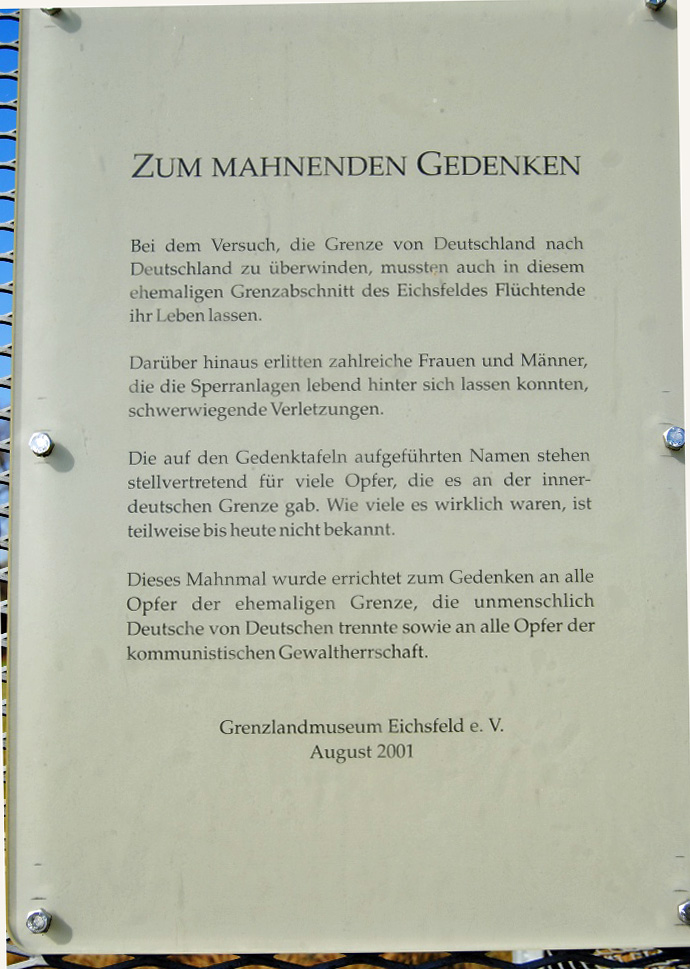 ZUM MAHNENDEN GEDENKEN
Bei dem Versuch, die Grenze von Deutschland nach
Deutschland zu überwinden, mussten auch in diesem
ehemaligen Grenzabschnitt des Eichsfeldes Flüchtende
ihr Leben lassen.
Darüber hinaus erlitten zahlreiche Frauen und Männer,
die die Sperranlagen lebend hinter sich lassen konnten,
schwerwiegende Verletzungen.
Die auf den Gedenktafeln aufgeführten Namen stehen
stellvertretend für viele Opfer, die es an der inner-
deutschen Grenze gab. Wie viele es wirklich waren, ist
teilweise bis heute nicht bekannt.
Dieses Mahnmal wurde errichtet zum Gedenken an alle
Opfer der ehemaligen Grenze, die unmenschlich
Deutsche von Deutschen trennte sowie an alle Opfer der
kommunistischen Gewaltherrschaft.
Grenzlandmuseum Eichsfeld e. V.
August 2001